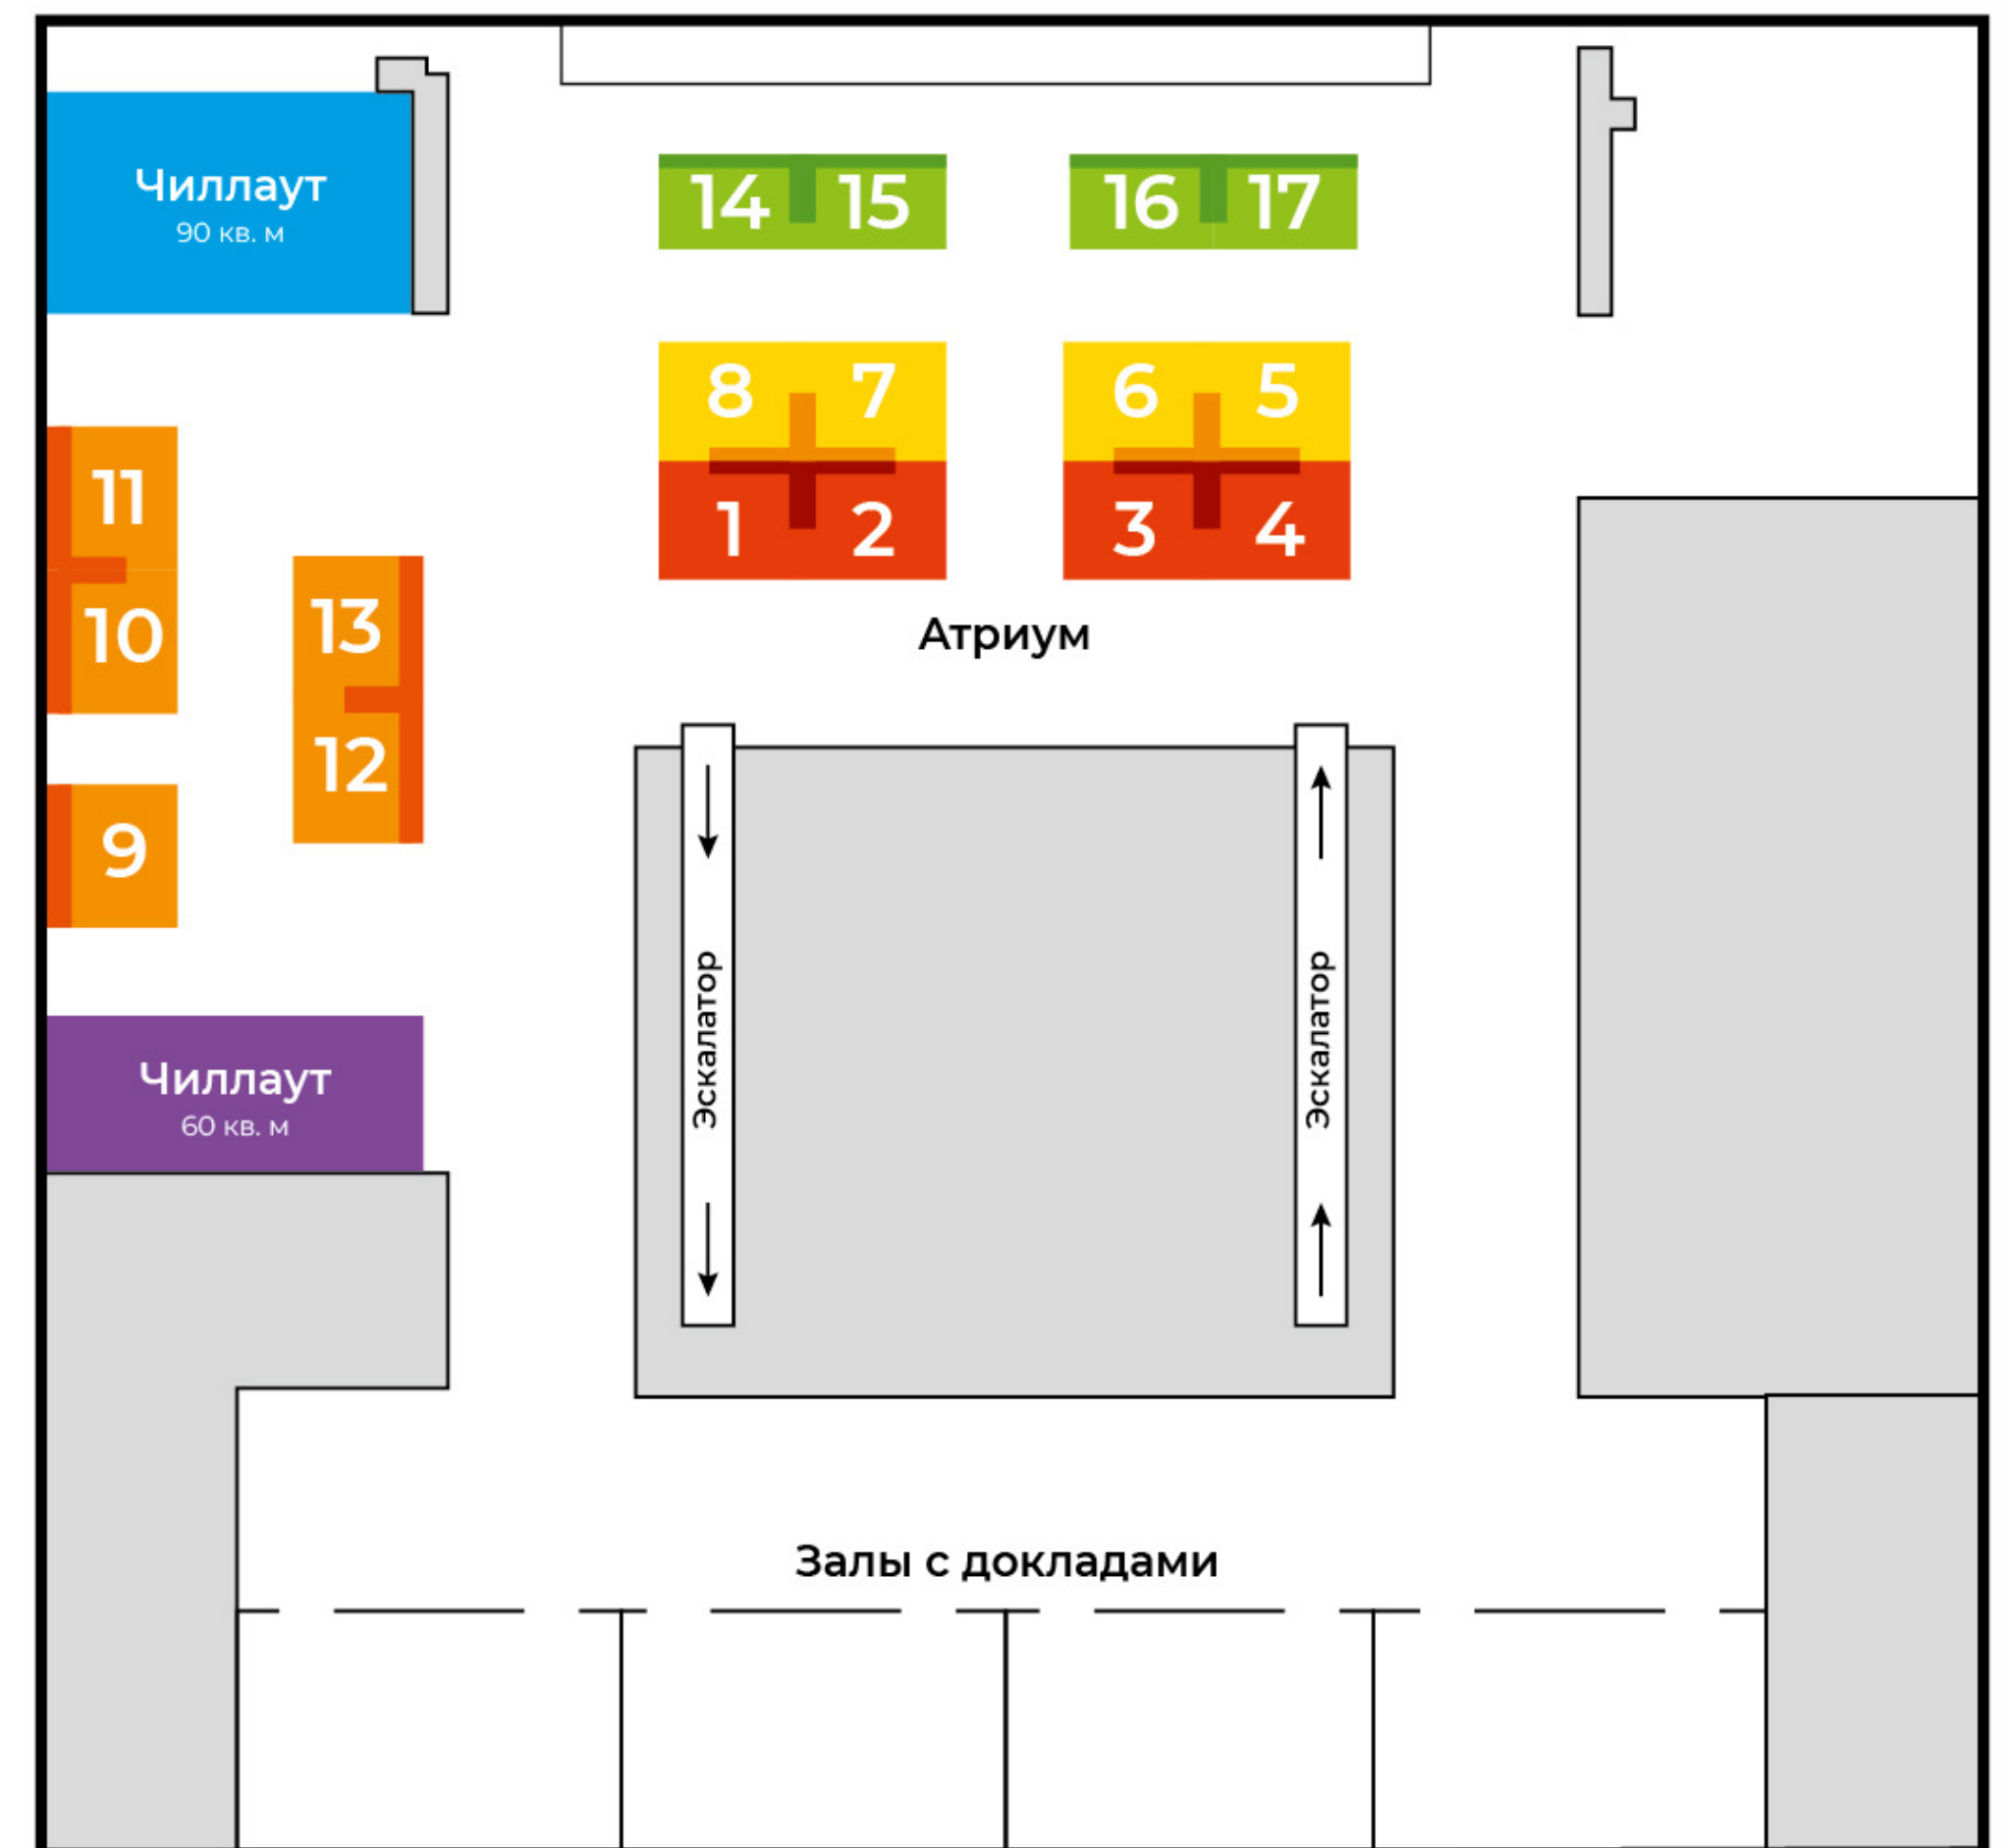 Чиллаут
90 кв. м
14 15
16 17
8 7
6 5
1 2
3 4
11
10
13
12
9
Атриум
Эскалатор
Эскалатор
Чиллаут
60 кв. м
Залы с докладами